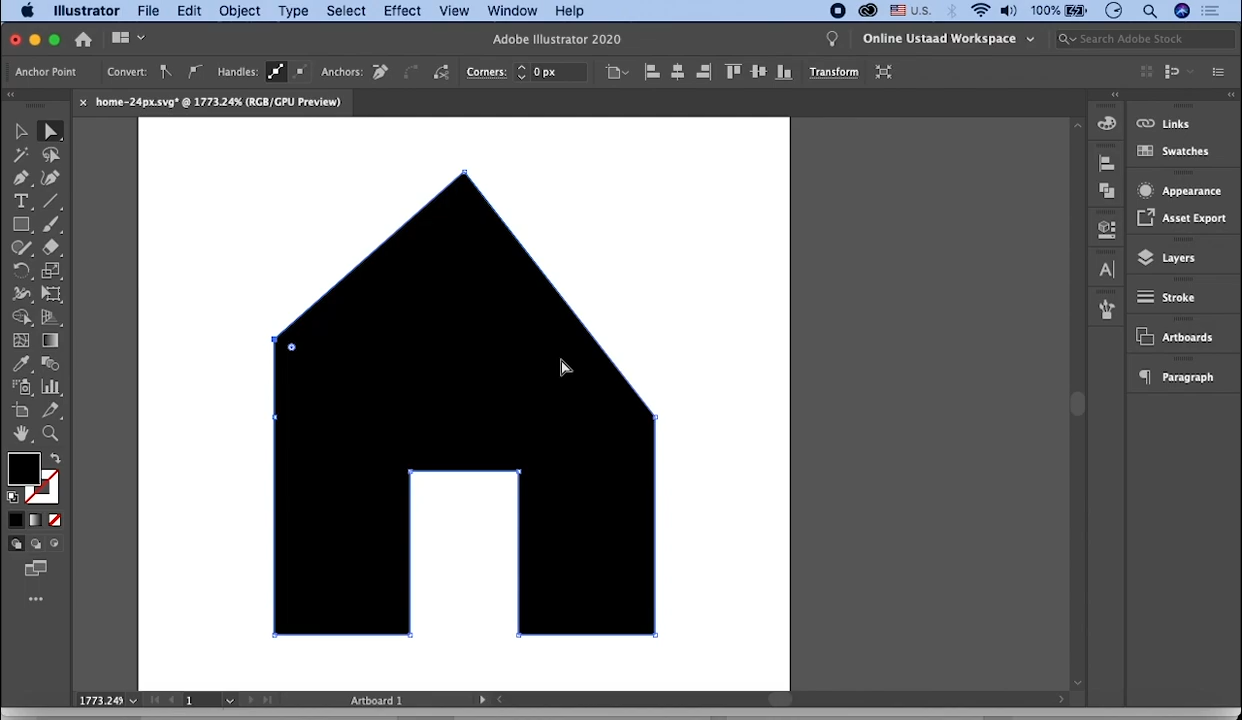 Illustrator File Edit Object Type Select Effect View Window Help U.S. 100%
Adobe Illustrator 2020 Online Ustaad Workspace Search Adobe Stock
Anchor Point Convert: Handles: Anchors: Corners: 0 px Transform
× home-24px.svg* @ 1773.24% (RGB/GPU Preview)
Links
Swatches
Appearance
Asset Export
Layers
Stroke
Artboards
Paragraph
1773.24% 1 Artboard 1